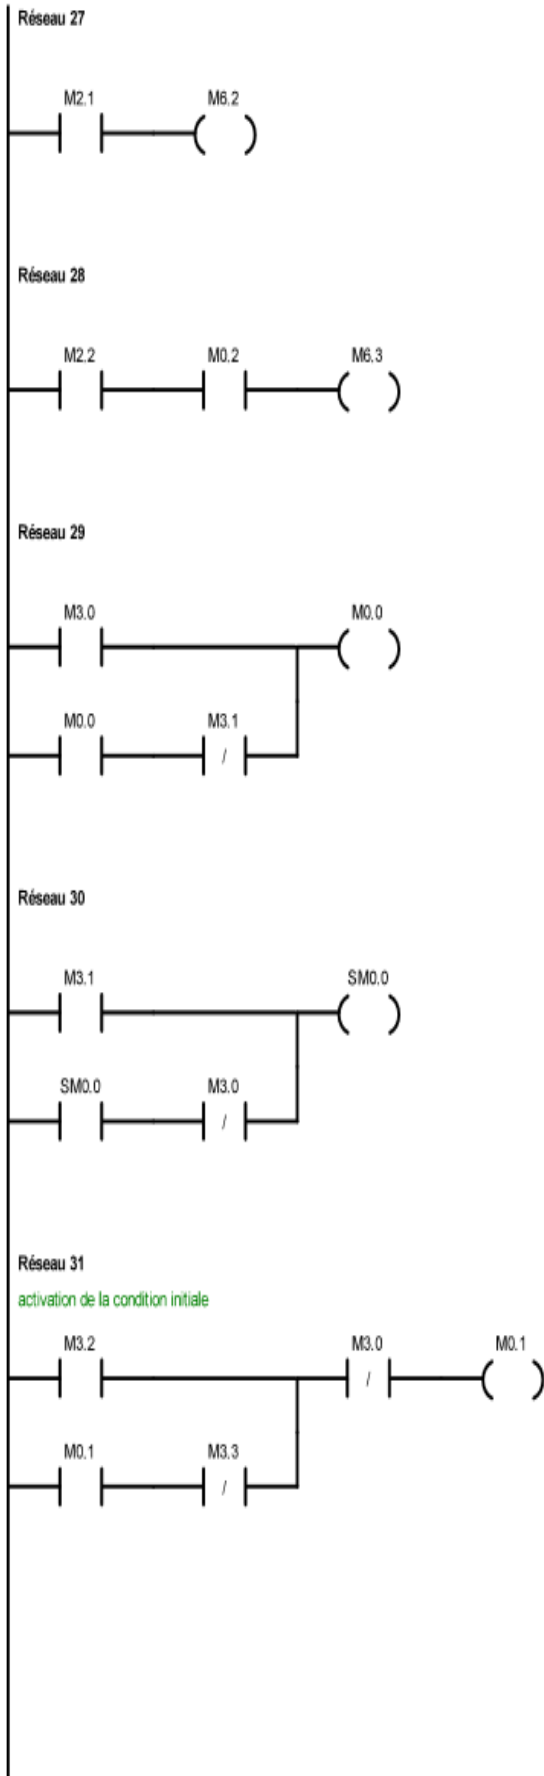 Réseau 27
M2.1 M6.2
Réseau 28
M2.2 M0.2 M6.3
Réseau 29
M3.0 M0.0
M0.0 M3.1
/
Réseau 30
M3.1 SM0.0
SM0.0 M3.0
/
Réseau 31
activation de la condition initiale
M3.2 M3.0 M0.1
/
M0.1 M3.3
/